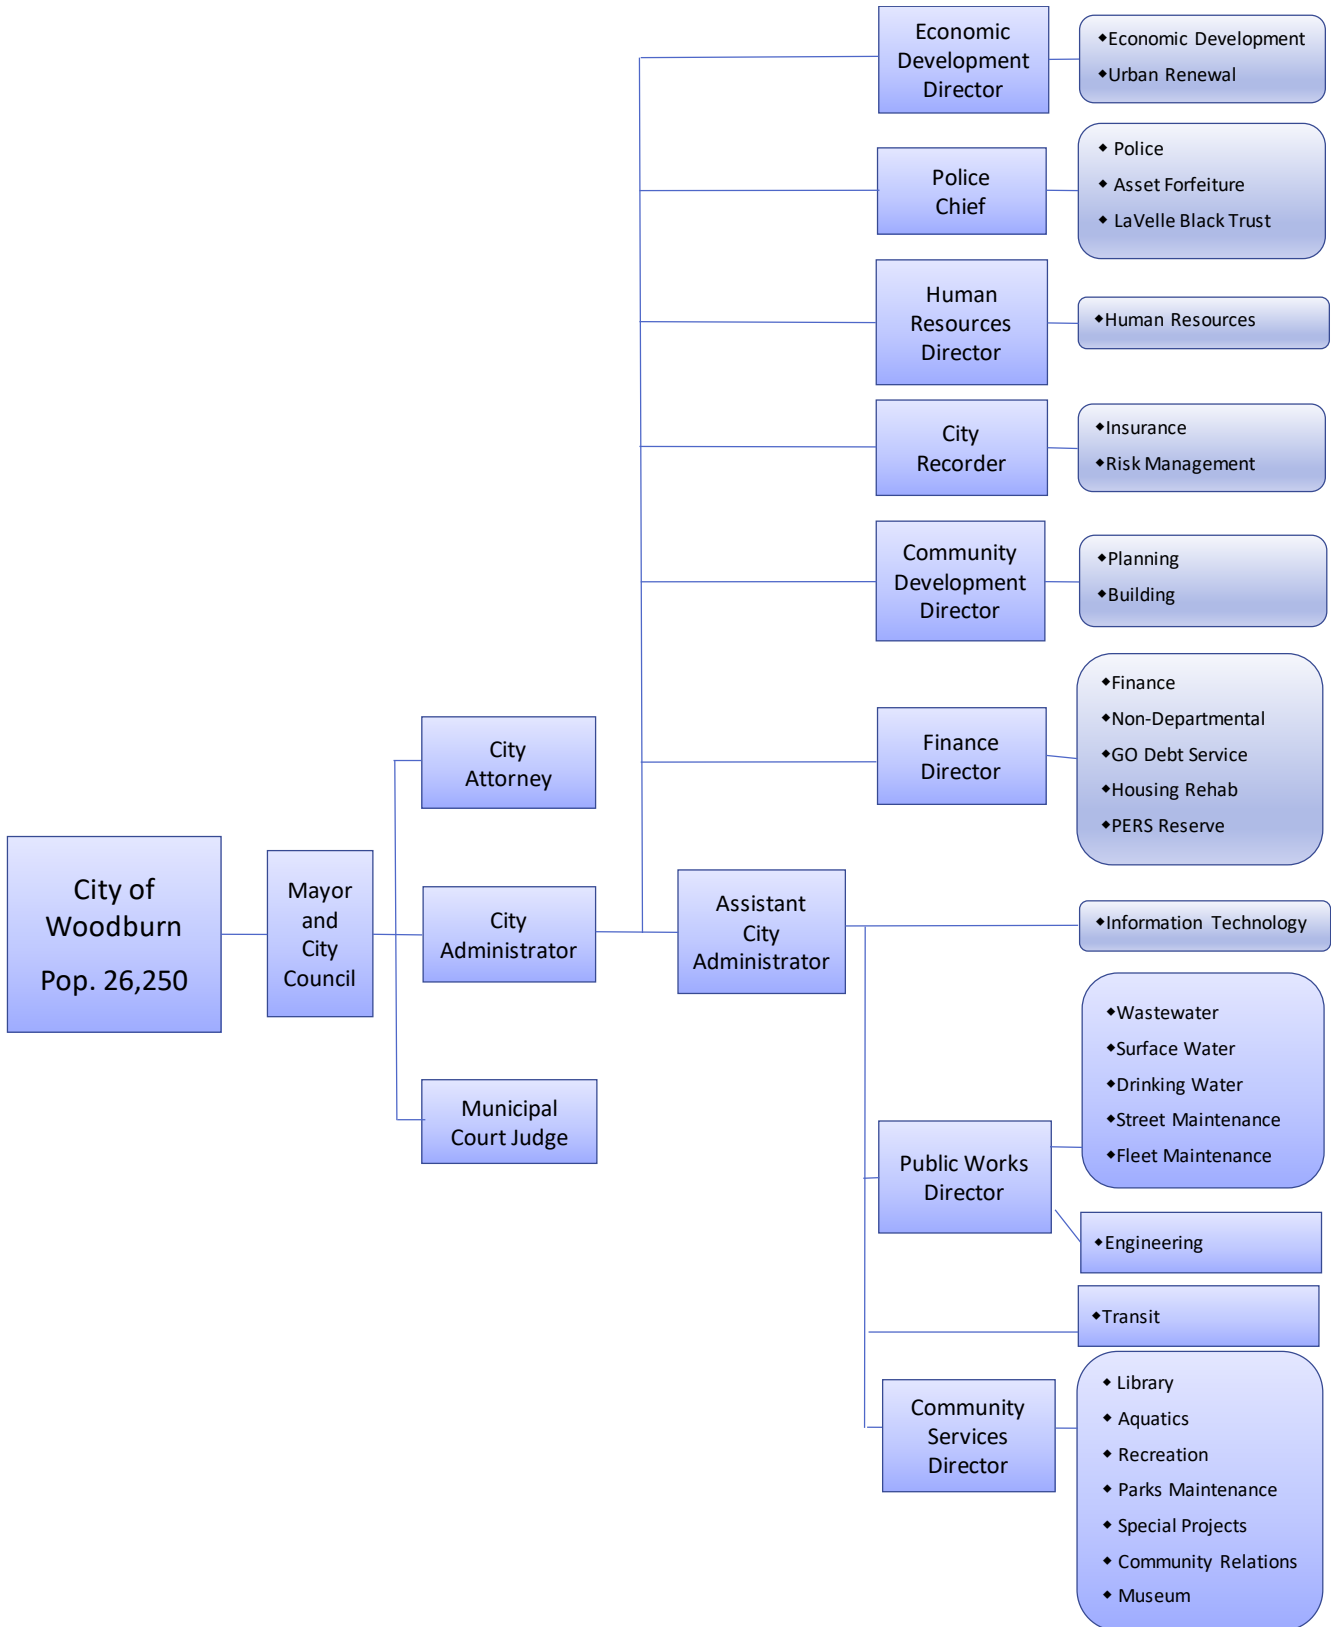 City of
Woodburn
Pop. 26,250
Mayor
and
City
Council
City
Attorney
City
Administrator
Municipal
Court Judge
Economic
Development
Director
◆Economic Development
◆Urban Renewal
Police
Chief
◆ Police
◆ Asset Forfeiture
◆ LaVelle Black Trust
Human
Resources
Director
◆Human Resources
City
Recorder
◆Insurance
◆Risk Management
Community
Development
Director
◆Planning
◆Building
Finance
Director
◆Finance
◆Non-Departmental
◆GO Debt Service
◆Housing Rehab
◆PERS Reserve
Assistant
City
Administrator
◆Information Technology
Public Works
Director
◆Wastewater
◆Surface Water
◆Drinking Water
◆Street Maintenance
◆Fleet Maintenance
◆Engineering
◆Transit
Community
Services
Director
◆ Library
◆ Aquatics
◆ Recreation
◆ Parks Maintenance
◆ Special Projects
◆ Community Relations
◆ Museum